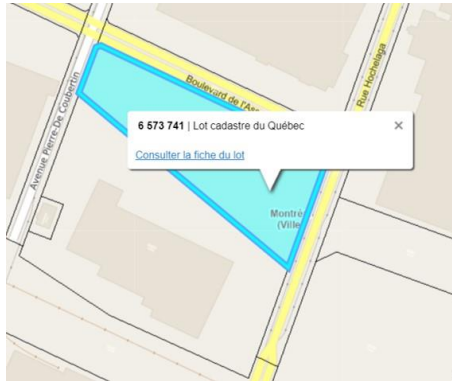 Boulevard de l'Ass
Rue Hochelaga
Avenue Pierre-De Coubertin
6 573 741 | Lot cadastre du Québec ×
Consulter la fiche du lot
Montré
(Ville